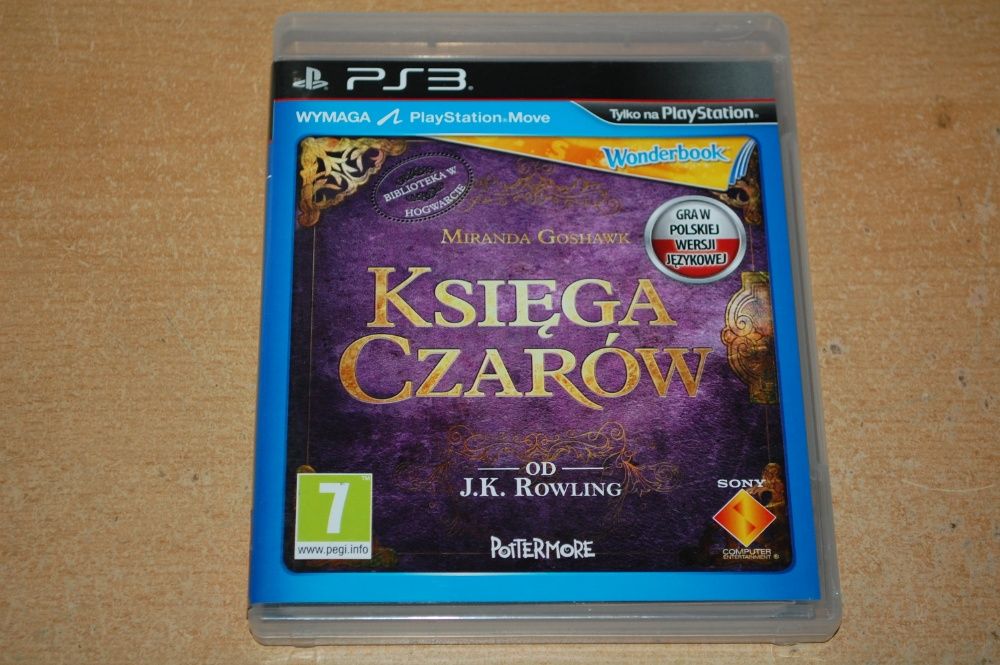 PS3
WYMAGA PlayStation Move
Tylko na PlayStation
Wonderbook
BIBLIOTEKA W
HOGWARCIE
GRA W
POLSKIEJ
WERSJI
JĘZYKOWEJ
MIRANDA GOSHAWK
KSIĘGA
CZARÓW
OD
J.K. ROWLING
7
www.pegi.info
POTTERMORE
SONY
COMPUTER
ENTERTAINMENT